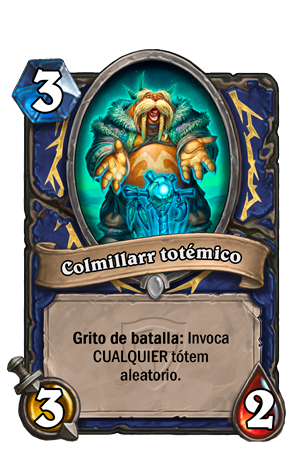 3
Colmillarr totémico
Grito de batalla: Invoca
CUALQUIER tótem
aleatorio.
3
2